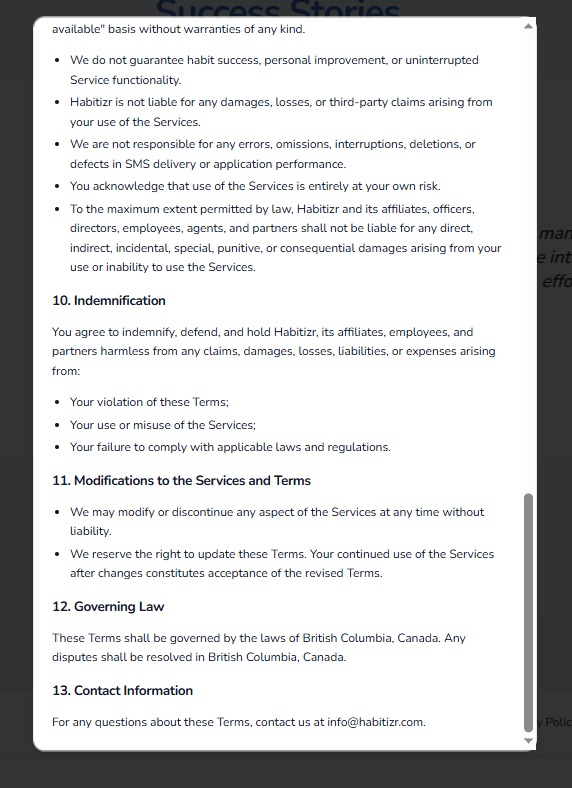 Success Stories
available" basis without warranties of any kind.
• We do not guarantee habit success, personal improvement, or uninterrupted
Service functionality.
• Habitizr is not liable for any damages, losses, or third-party claims arising from
your use of the Services.
• We are not responsible for any errors, omissions, interruptions, deletions, or
defects in SMS delivery or application performance.
• You acknowledge that use of the Services is entirely at your own risk.
• To the maximum extent permitted by law, Habitizr and its affiliates, officers,
directors, employees, agents, and partners shall not be liable for any direct,
indirect, incidental, special, punitive, or consequential damages arising from your
use or inability to use the Services.
10. Indemnification
You agree to indemnify, defend, and hold Habitizr, its affiliates, employees, and
partners harmless from any claims, damages, losses, liabilities, or expenses arising
from:
• Your violation of these Terms;
• Your use or misuse of the Services;
• Your failure to comply with applicable laws and regulations.
11. Modifications to the Services and Terms
• We may modify or discontinue any aspect of the Services at any time without
liability.
• We reserve the right to update these Terms. Your continued use of the Services
after changes constitutes acceptance of the revised Terms.
12. Governing Law
These Terms shall be governed by the laws of British Columbia, Canada. Any
disputes shall be resolved in British Columbia, Canada.
13. Contact Information
For any questions about these Terms, contact us at info@habitizr.com.